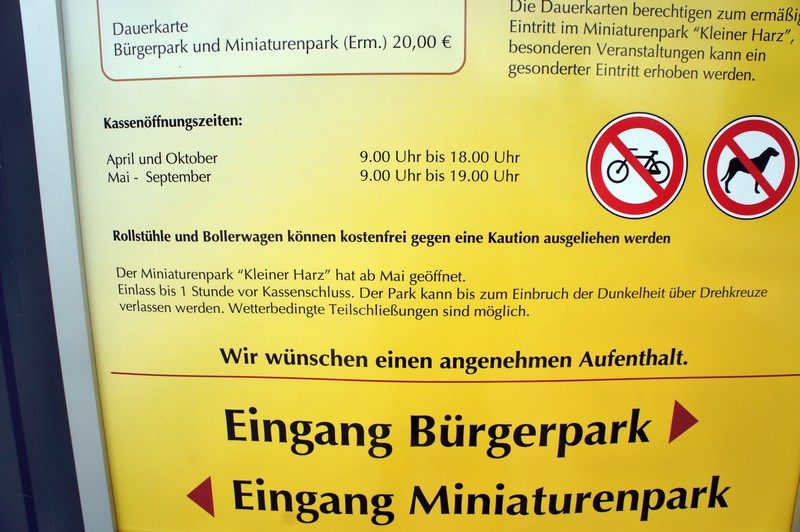 Dauerkarte
Bürgerpark und Miniaturenpark (Erm.) 20,00 €
Die Dauerkarten berechtigen zum ermäßig
Eintritt im Miniaturenpark “Kleiner Harz”,
besonderen Veranstaltungen kann ein
gesonderter Eintritt erhoben werden.
Kassenöffnungszeiten:
April und Oktober 9.00 Uhr bis 18.00 Uhr
Mai - September 9.00 Uhr bis 19.00 Uhr
Rollstühle und Bollerwagen können kostenfrei gegen eine Kaution ausgeliehen werden
Der Miniaturenpark “Kleiner Harz” hat ab Mai geöffnet.
Einlass bis 1 Stunde vor Kassenschluss. Der Park kann bis zum Einbruch der Dunkelheit über Drehkreuze
verlassen werden. Wetterbedingte Teilschließungen sind möglich.
Wir wünschen einen angenehmen Aufenthalt.
Eingang Bürgerpark
Eingang Miniaturenpark